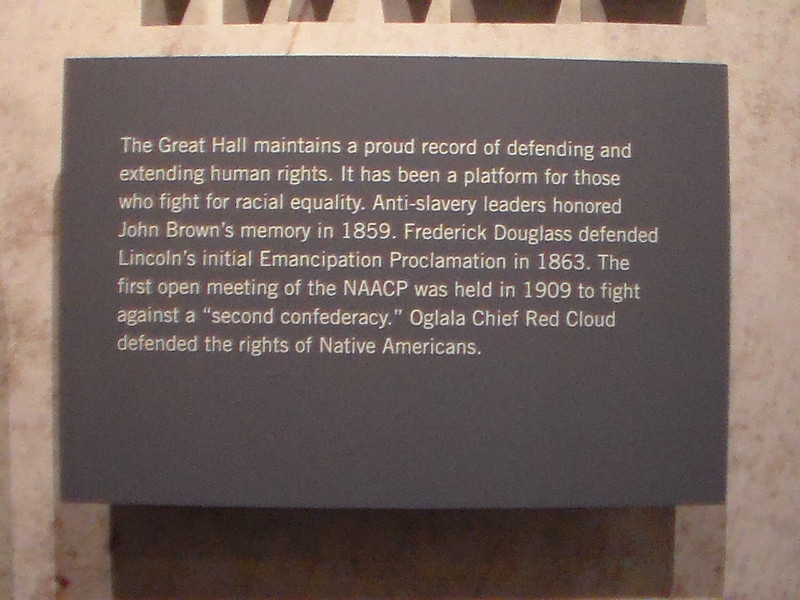 The Great Hall maintains a proud record of defending and
extending human rights. It has been a platform for those
who fight for racial equality. Anti-slavery leaders honored
John Brown's memory in 1859. Frederick Douglass defended
Lincoln's initial Emancipation Proclamation in 1863. The
first open meeting of the NAACP was held in 1909 to fight
against a “second confederacy.” Oglala Chief Red Cloud
defended the rights of Native Americans.